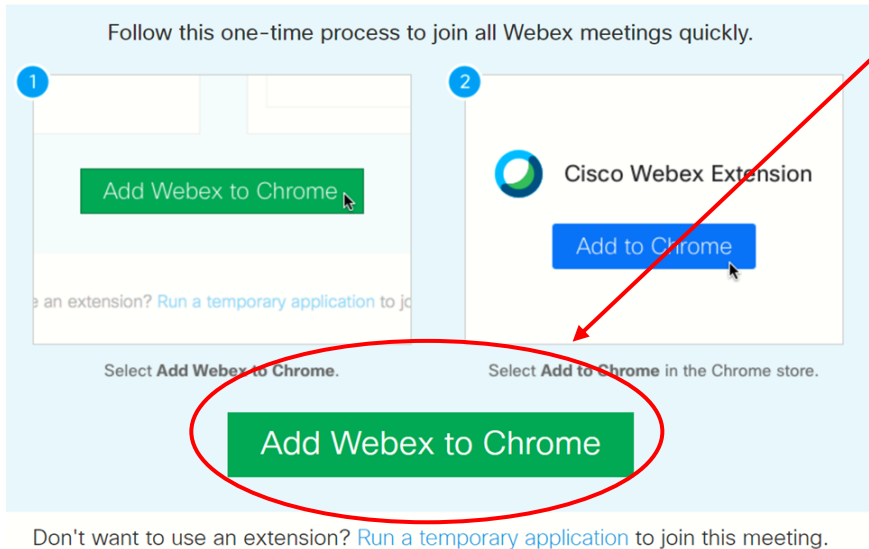 Follow this one-time process to join all Webex meetings quickly.
1
Add Webex to Chrome
an extension? Run a temporary application to jo
Select Add Webex to Chrome.
2
Cisco Webex Extension
Add to Chrome
Select Add to Chrome in the Chrome store.
Add Webex to Chrome
Don't want to use an extension? Run a temporary application to join this meeting.